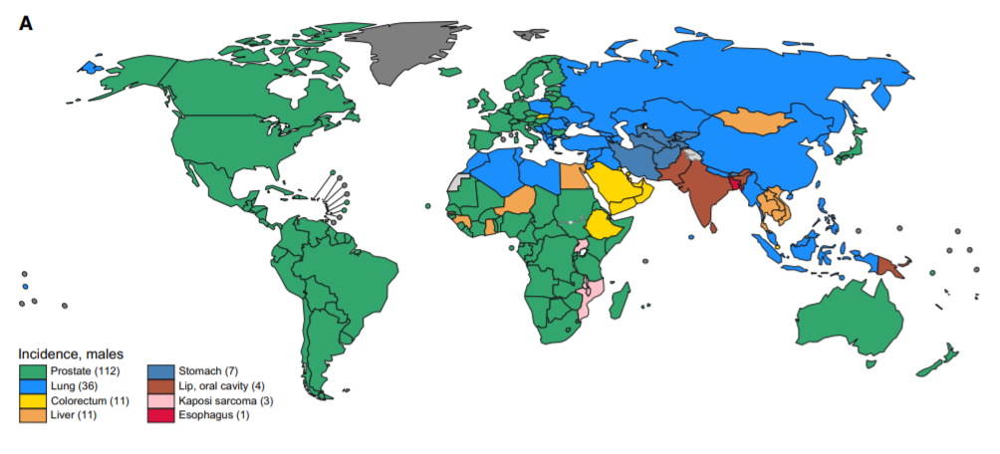 A
Incidence, males
Prostate (112)
Lung (36)
Colorectum (11)
Liver (11)
Stomach (7)
Lip, oral cavity (4)
Kaposi sarcoma (3)
Esophagus (1)